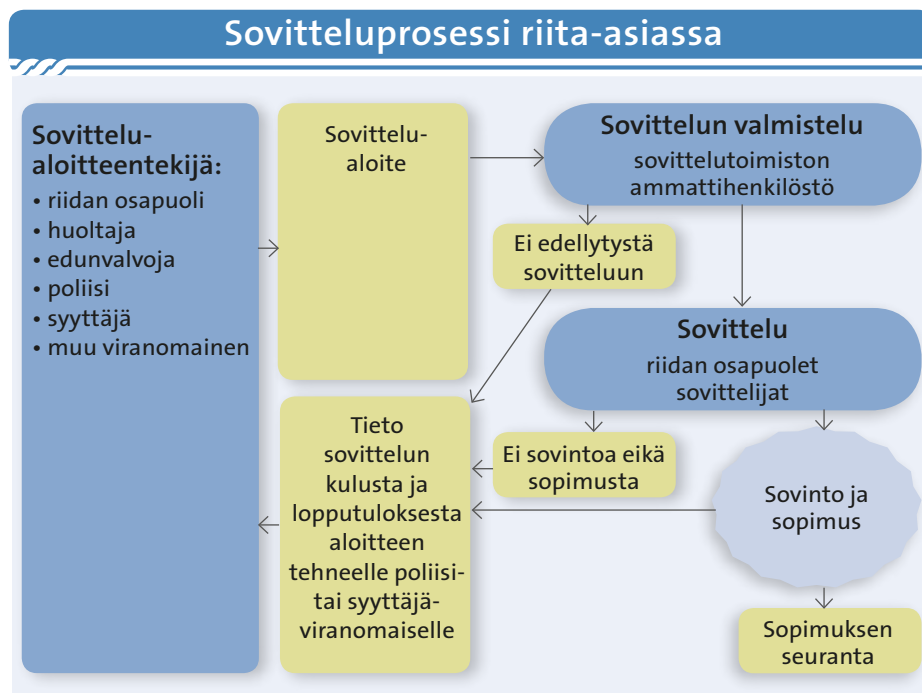 Sovitteluprosessi riita-asiassa
Sovittelu-
aloitteentekijä:
• riidan osapuoli
• huoltaja
• edunvalvoja
• poliisi
• syyttäjä
• muu viranomainen
Sovittelu-
aloite
Sovittelun valmistelu
sovittelutoimiston
ammattihenkilöstö
Ei edellytystä
sovitteluun
Sovittelu
riidan osapuolet
sovittelijat
Tieto
sovittelun
kulusta ja
lopputuloksesta
aloitteen
tehneelle poliisi-
tai syyttäjä-
viranomaiselle
Ei sovintoa eikä
sopimusta
Sovinto ja
sopimus
Sopimuksen
seuranta